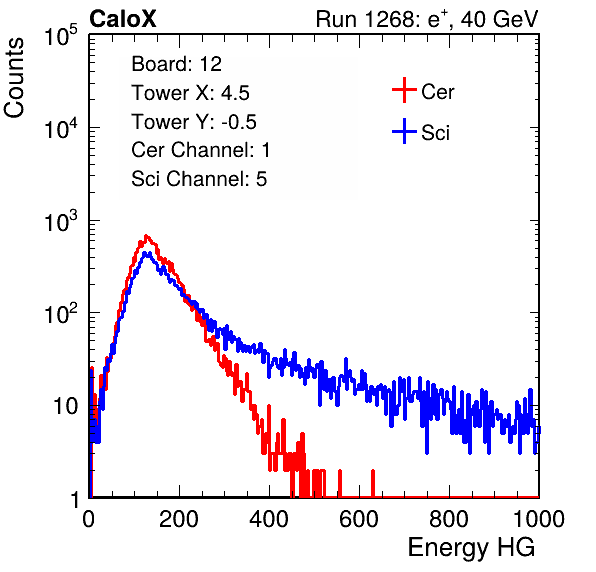 CaloX Run 1268: e⁺, 40 GeV
Counts
Board: 12
Tower X: 4.5
Tower Y: -0.5
Cer Channel: 1
Sci Channel: 5
Cer
Sci
10⁵
10⁴
10³
10²
10
1
0 200 400 600 800 1000
Energy HG